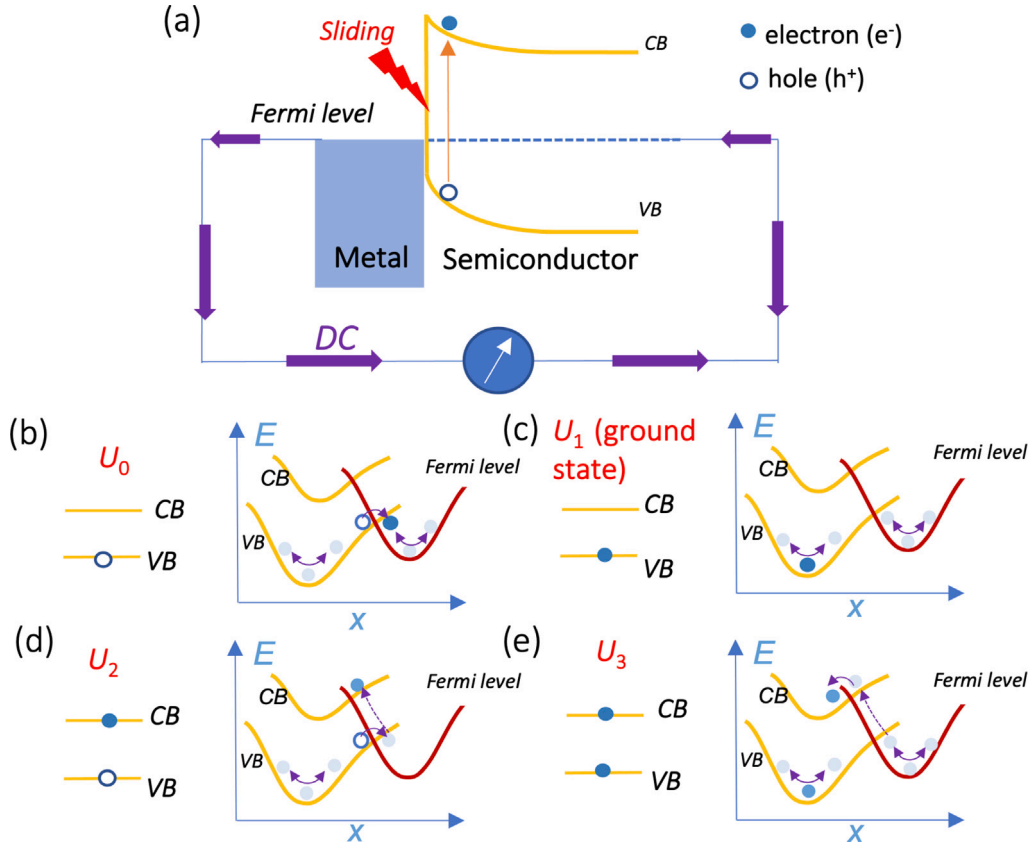 (a)
Sliding
CB
electron (e⁻)
hole (h⁺)
Fermi level
VB
Metal
Semiconductor
DC
(b)
U₀
CB
VB
E
CB
VB
Fermi level
x
(c)
U₁ (ground
state)
CB
VB
E
CB
VB
Fermi level
x
(d)
U₂
CB
VB
E
CB
VB
Fermi level
x
(e)
U₃
CB
VB
E
CB
VB
Fermi level
x